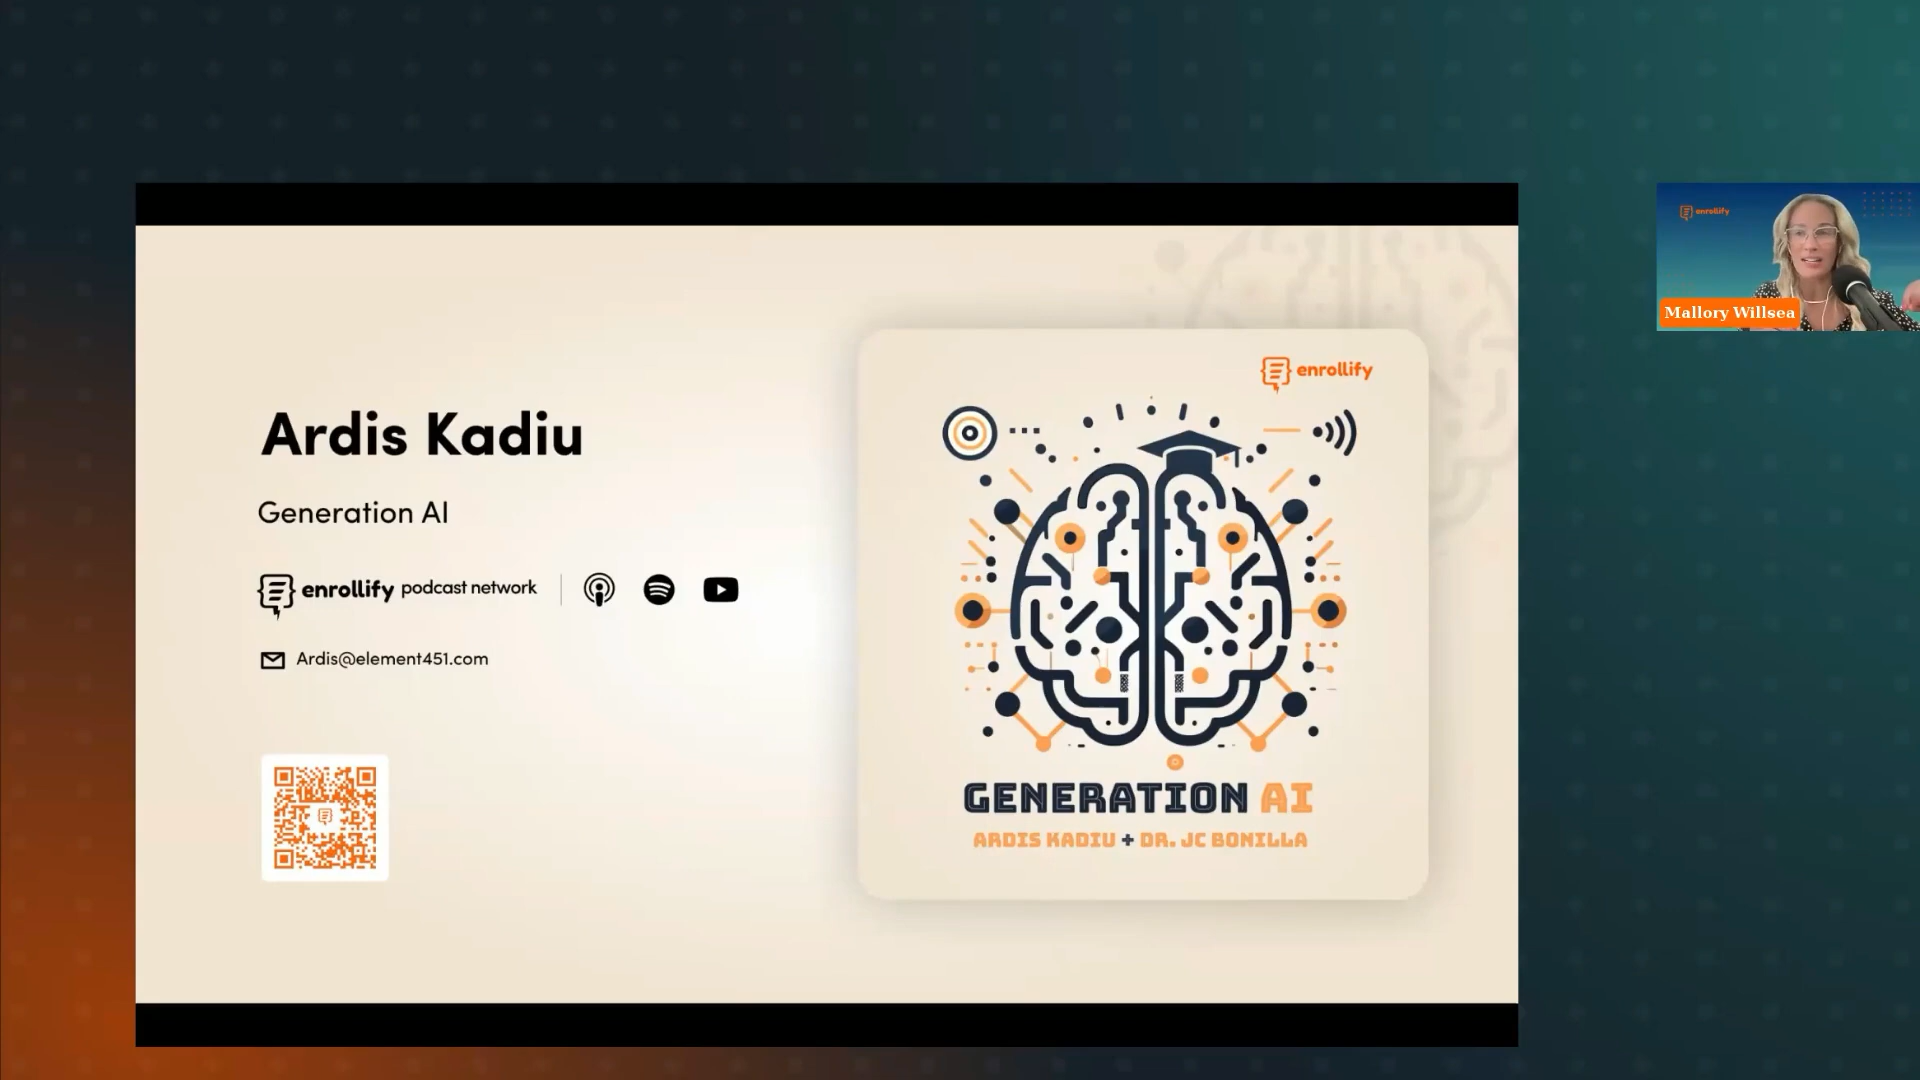 Ardis Kadiu
Generation AI
enrollify podcast network
Ardis@element451.com
enrollify
GENERATION AI
ARDIS KADIU + DR. JC BONILLA
enrollify
Mallory Willsea